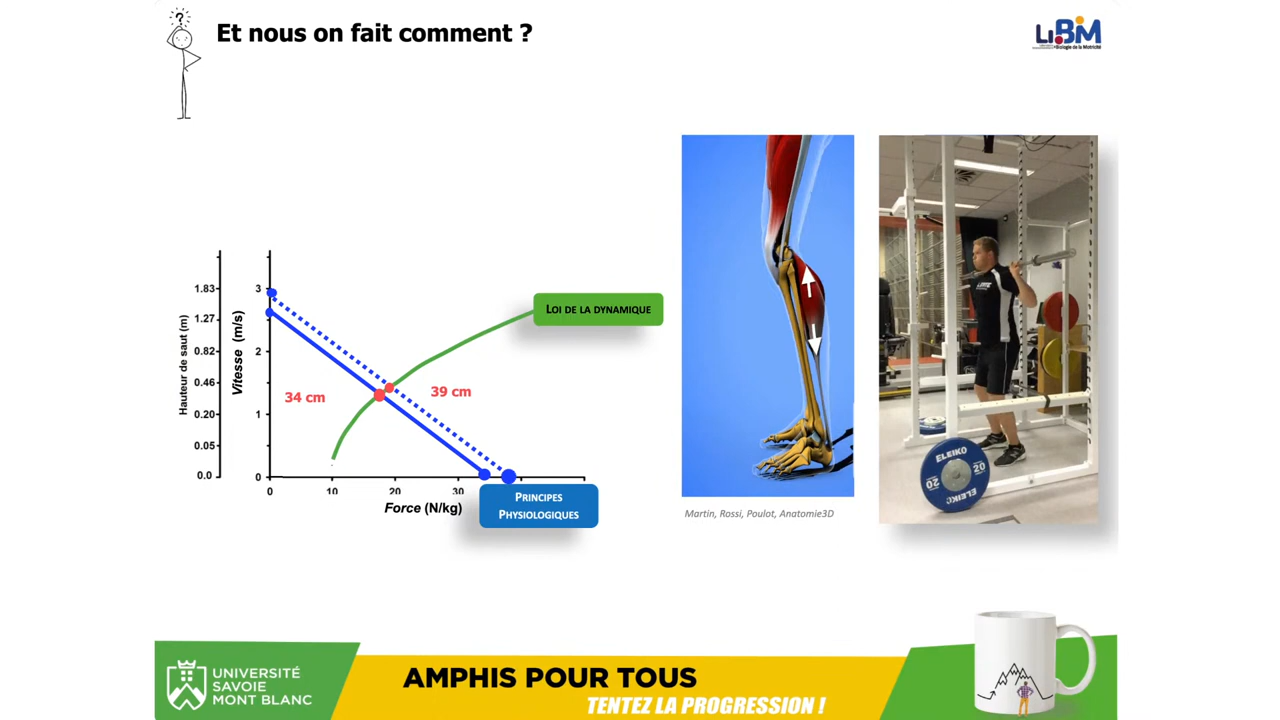 ?
Et nous on fait comment ?
LiBM
Biologie de la Motricité
Hauteur de saut (m)
1.83
1.27
0.82
0.46
0.20
0.05
0.0
Vitesse (m/s)
3
2
1
0
0
10
20
30
Force (N/kg)
34 cm
39 cm
LOI DE LA DYNAMIQUE
PRINCIPES
PHYSIOLOGIQUES
Martin, Rossi, Poulot, Anatomie3D
ELEIKO
20
20
ELEIKO
UNIVERSITÉ
SAVOIE
MONT BLANC
AMPHIS POUR TOUS
TENTEZ LA PROGRESSION !